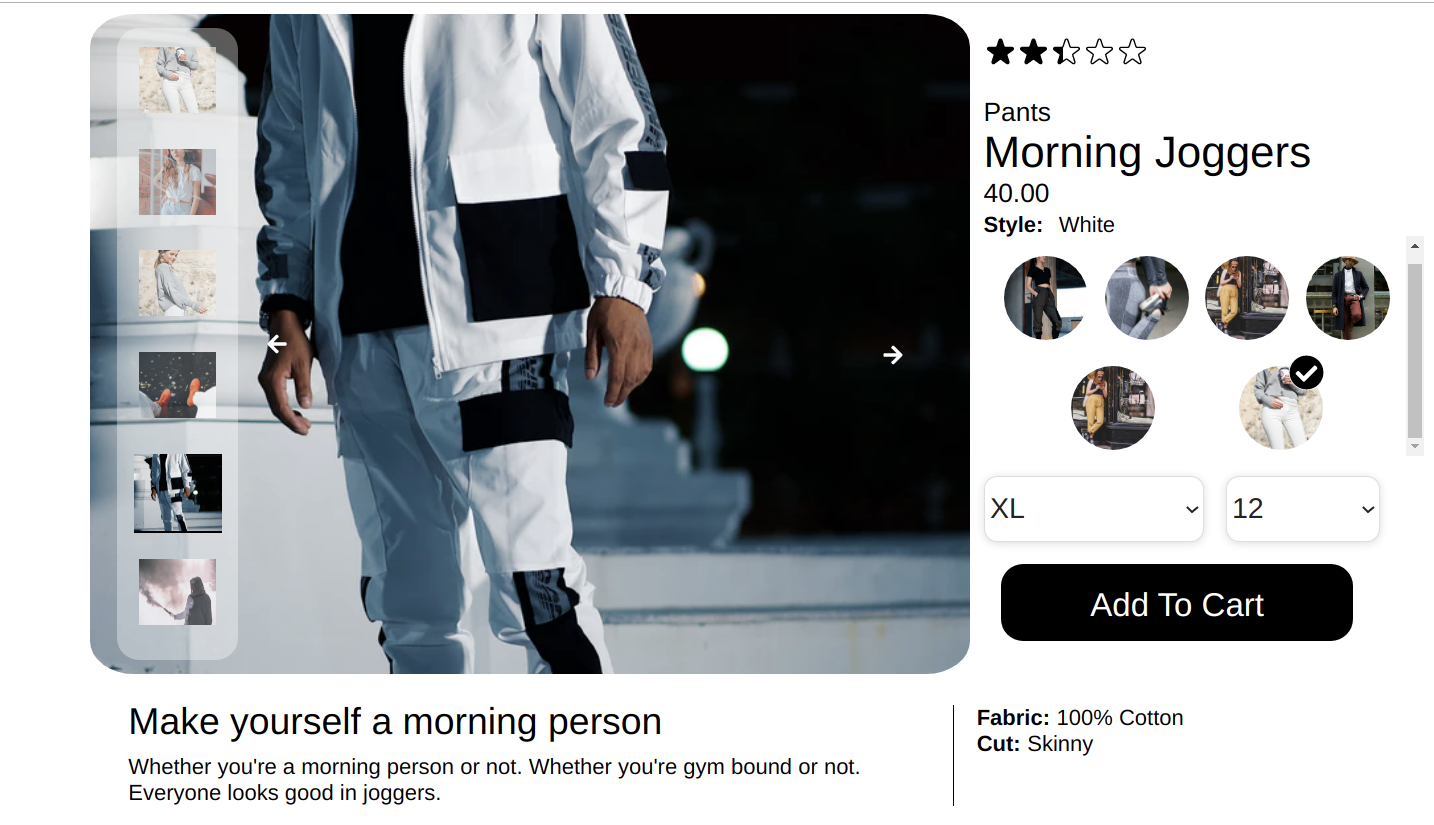 Pants
Morning Joggers
40.00
Style: White
XL
12
Add To Cart
Make yourself a morning person
Whether you're a morning person or not. Whether you're gym bound or not.
Everyone looks good in joggers.
Fabric: 100% Cotton
Cut: Skinny